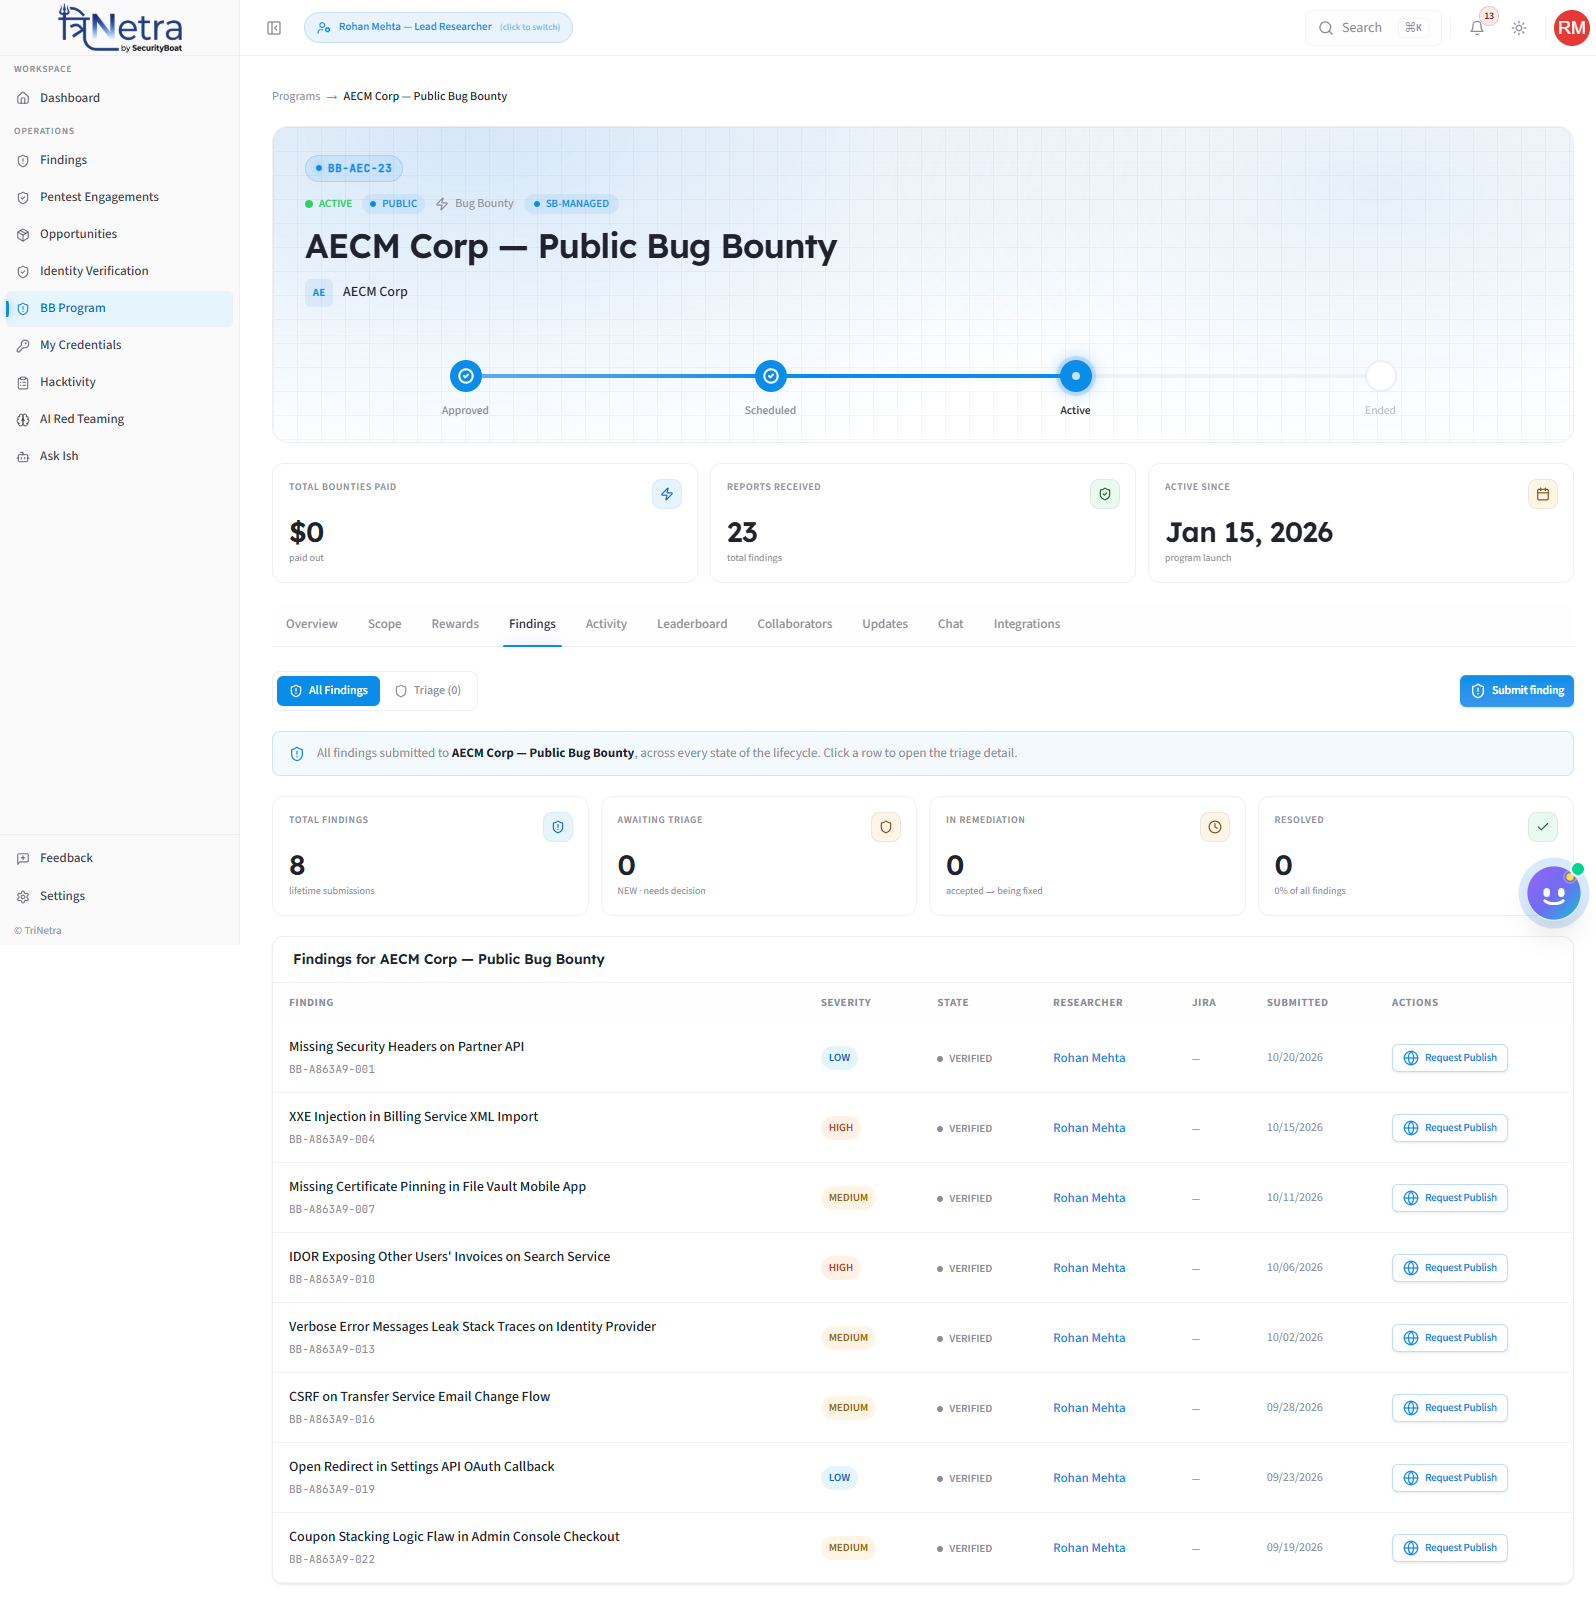 त्रिNetra
by SecurityBoat
Rohan Mehta — Lead Researcher (click to switch)
Search ⌘K
13
RM
WORKSPACE
Dashboard
OPERATIONS
Findings
Pentest Engagements
Opportunities
Identity Verification
BB Program
My Credentials
Hacktivity
AI Red Teaming
Ask Ish
Feedback
Settings
© TriNetra
Programs → AECM Corp — Public Bug Bounty
BB-AEC-23
ACTIVE PUBLIC Bug Bounty SB-MANAGED
AECM Corp — Public Bug Bounty
AE AECM Corp
Approved Scheduled Active Ended
TOTAL BOUNTIES PAID
$0
paid out
REPORTS RECEIVED
23
total findings
ACTIVE SINCE
Jan 15, 2026
program launch
Overview Scope Rewards Findings Activity Leaderboard Collaborators Updates Chat Integrations
All Findings Triage (0) Submit finding
All findings submitted to AECM Corp — Public Bug Bounty, across every state of the lifecycle. Click a row to open the triage detail.
TOTAL FINDINGS
8
lifetime submissions
AWAITING TRIAGE
0
NEW · needs decision
IN REMEDIATION
0
accepted → being fixed
RESOLVED
0
0% of all findings
Findings for AECM Corp — Public Bug Bounty
FINDING SEVERITY STATE RESEARCHER JIRA SUBMITTED ACTIONS
Missing Security Headers on Partner API
BB-A863A9-001
LOW VERIFIED Rohan Mehta — 10/20/2026 Request Publish
XXE Injection in Billing Service XML Import
BB-A863A9-004
HIGH VERIFIED Rohan Mehta — 10/15/2026 Request Publish
Missing Certificate Pinning in File Vault Mobile App
BB-A863A9-007
MEDIUM VERIFIED Rohan Mehta — 10/11/2026 Request Publish
IDOR Exposing Other Users' Invoices on Search Service
BB-A863A9-010
HIGH VERIFIED Rohan Mehta — 10/06/2026 Request Publish
Verbose Error Messages Leak Stack Traces on Identity Provider
BB-A863A9-013
MEDIUM VERIFIED Rohan Mehta — 10/02/2026 Request Publish
CSRF on Transfer Service Email Change Flow
BB-A863A9-016
MEDIUM VERIFIED Rohan Mehta — 09/28/2026 Request Publish
Open Redirect in Settings API OAuth Callback
BB-A863A9-019
LOW VERIFIED Rohan Mehta — 09/23/2026 Request Publish
Coupon Stacking Logic Flaw in Admin Console Checkout
BB-A863A9-022
MEDIUM VERIFIED Rohan Mehta — 09/19/2026 Request Publish